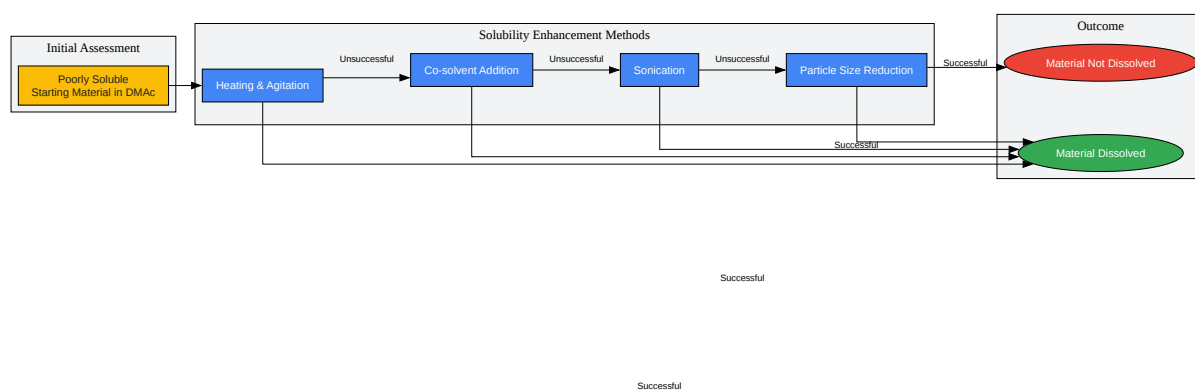 Initial Assessment
Poorly Soluble
Starting Material in DMAc
Solubility Enhancement Methods
Heating & Agitation
Unsuccessful
Co-solvent Addition
Unsuccessful
Sonication
Unsuccessful
Particle Size Reduction
Successful
Outcome
Material Not Dissolved
Successful
Material Dissolved
Successful
Successful